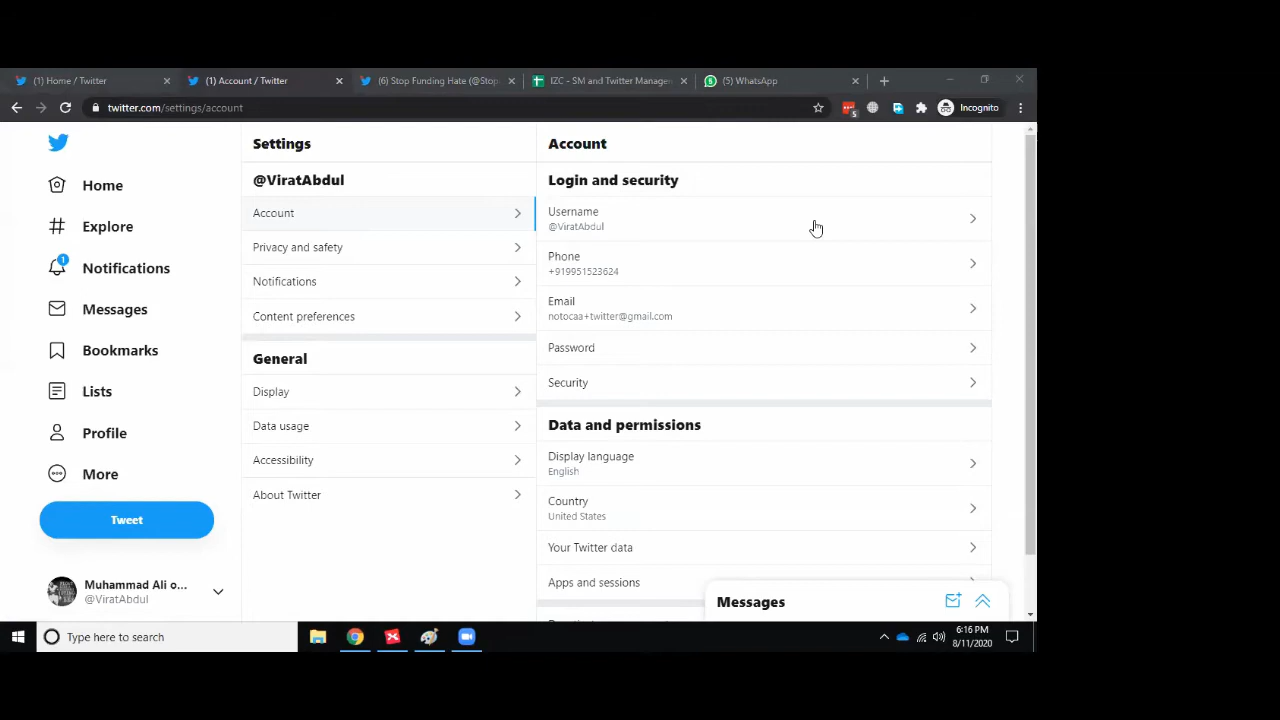 (1) Home / Twitter
(1) Account / Twitter
(6) Stop Funding Hate (@Stop
IZC - SM and Twitter Manage
(5) WhatsApp
twitter.com/settings/account
5
Incognito
Home
Explore
1
Notifications
Messages
Bookmarks
Lists
Profile
More
Tweet
Muhammad Ali o...
@ViratAbdul
Settings
@ViratAbdul
Account
Privacy and safety
Notifications
Content preferences
General
Display
Data usage
Accessibility
About Twitter
Account
Login and security
Username
@ViratAbdul
Phone
+919951523624
Email
notocaa+twitter@gmail.com
Password
Security
Data and permissions
Display language
English
Country
United States
Your Twitter data
Apps and sessions
Messages
Type here to search
6:16 PM
8/11/2020